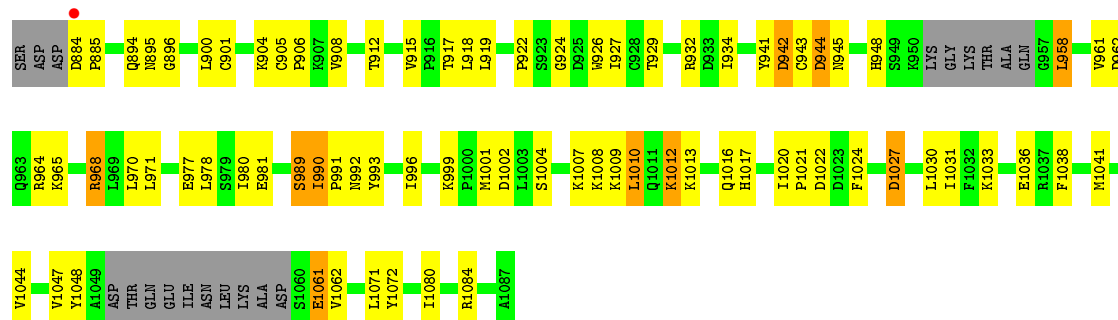 SER ASP ASP D884 P885 Q894 N895 G896 L900 C901 K904 C905 P906 K907 V908 T912 V915 P916 T917 L918 L919 P922 S923 G924 D925 W926 I927 C928 T929 R932 D933 I934 Y941 D942 C943 D944 N945 H948 S949 K950 LYS GLY LYS THR ALA GLN G957 L958 V961 D962
Q963 R964 K965 R968 L969 L970 L971 E977 L978 S979 I980 E981 S989 I990 P991 N992 Y993 I996 K999 P1000 M1001 D1002 L1003 S1004 K1007 K1008 K1009 L1010 Q1011 K1012 K1013 Q1016 H1017 I1020 P1021 D1022 D1023 F1024 D1027 L1030 I1031 F1032 K1033 E1036 R1037 F1038 M1041
V1044 V1047 Y1048 A1049 ASP THR GLN GLU ILE ASN LEU LYS ALA ASP S1060 E1061 V1062 L1071 Y1072 I1080 R1084 A1087